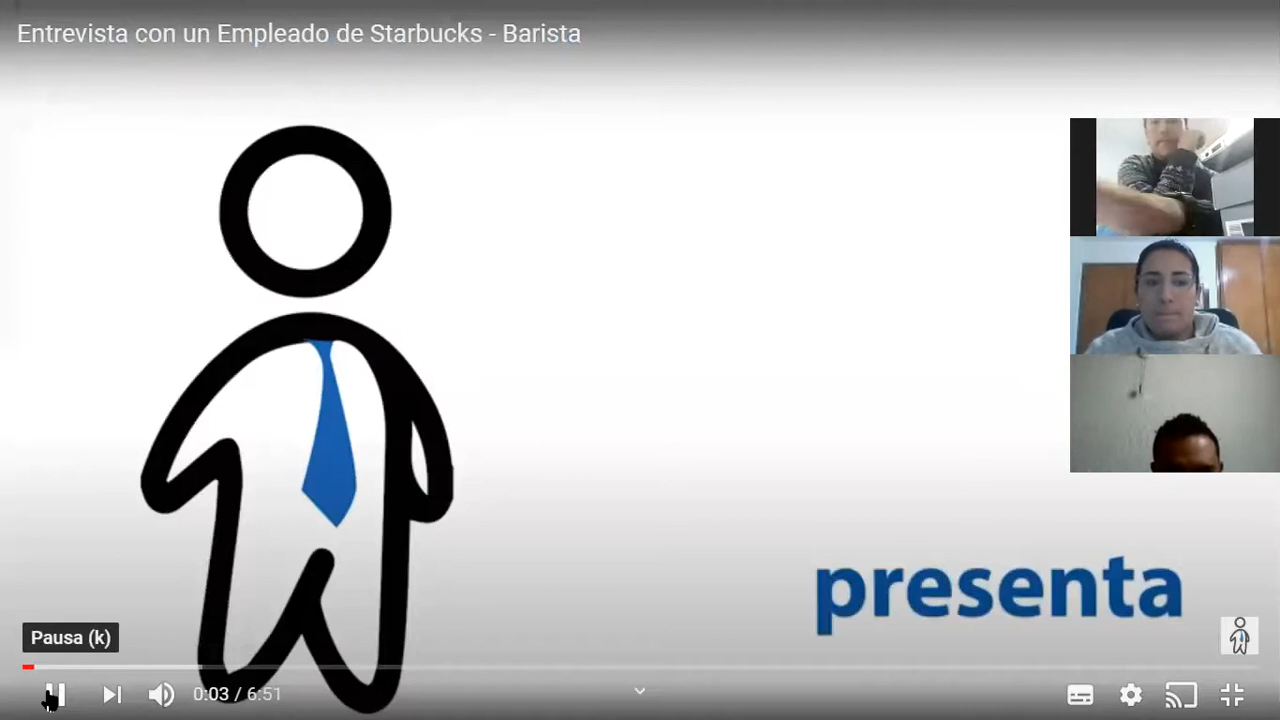 Entrevista con un Empleado de Starbucks - Barista
presenta
Pausa (k)
0:03 / 6:51